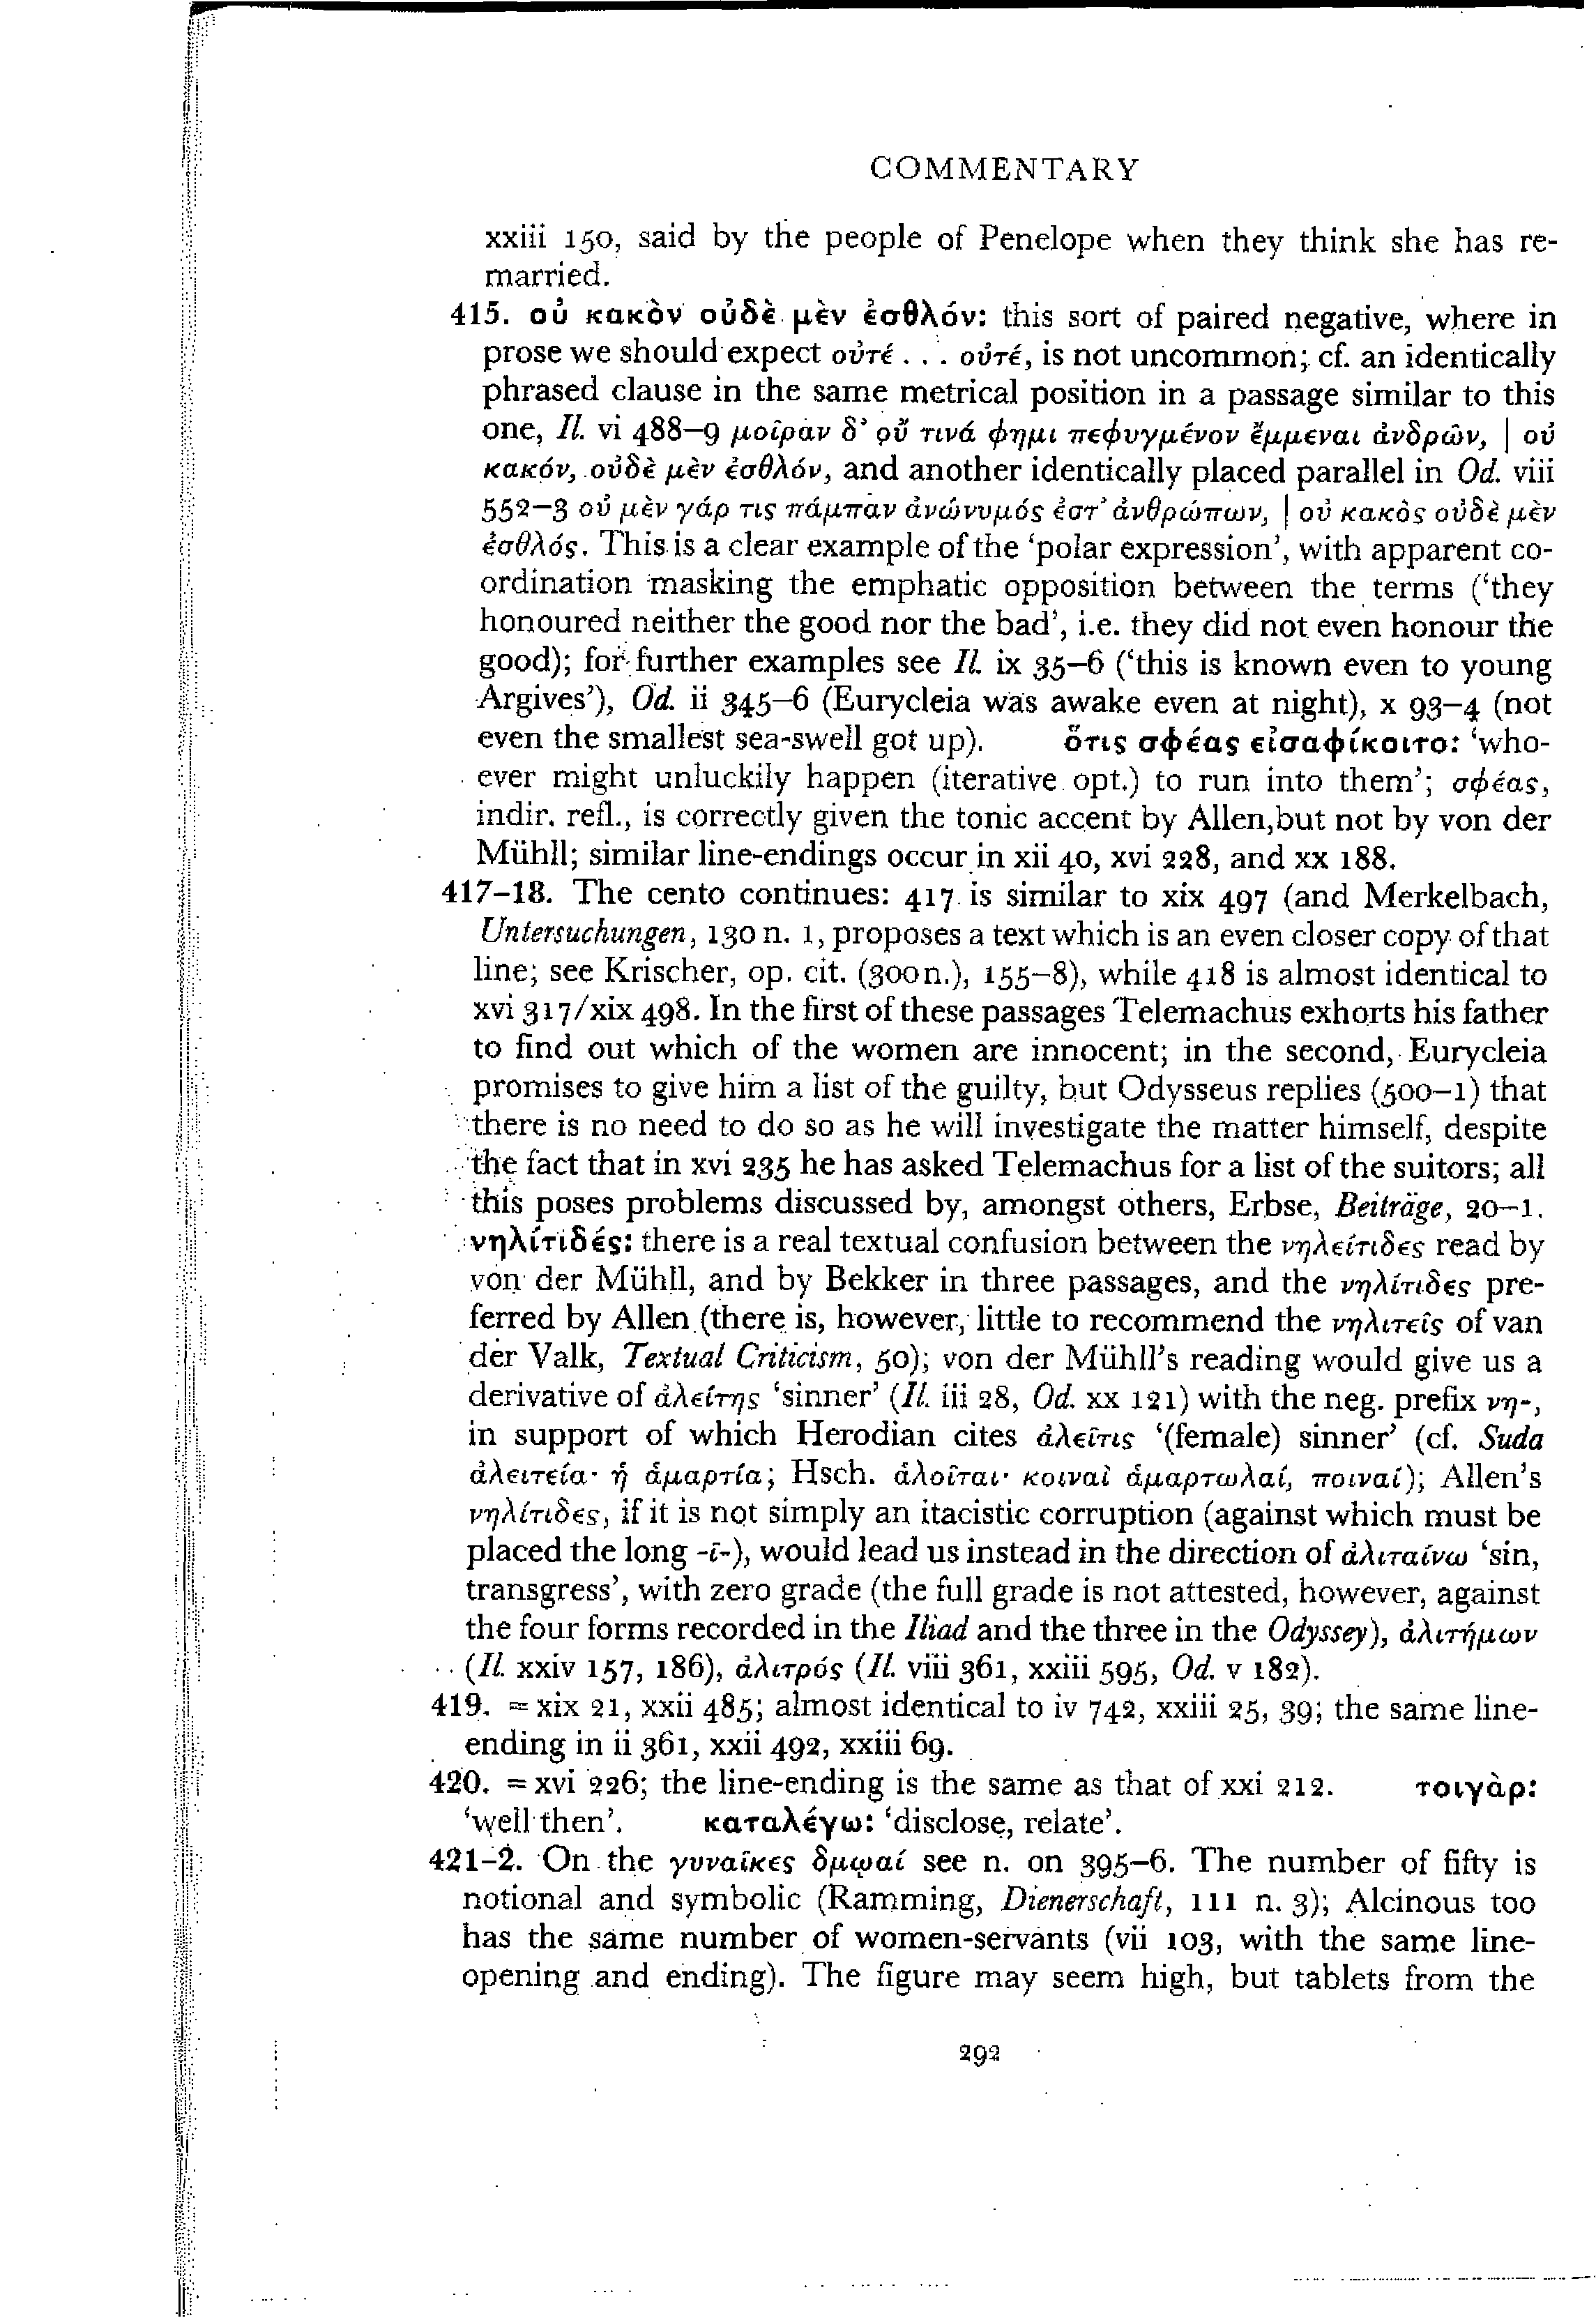 COMMENTARY
xxiii 150, said by the people of Penelope when they think she has re-
married.
415. οὐ κακὸν οὐδὲ μὲν ἐσθλόν: this sort of paired negative, where in
prose we should expect οὐτέ . . . οὐτέ, is not uncommon; cf. an identically
phrased clause in the same metrical position in a passage similar to this
one, Il. vi 488–9 μοῖραν δ’ οὔ τινά φημι πεφυγμένον ἔμμεναι ἀνδρῶν, | οὐ
κακόν, οὐδὲ μὲν ἐσθλόν, and another identically placed parallel in Od. viii
552–3 οὐ μὲν γάρ τις πάμπαν ἀνώνυμός ἐστ’ ἀνθρώπων, | οὐ κακὸς οὐδὲ μὲν
ἐσθλός. This is a clear example of the ‘polar expression’, with apparent co-
ordination masking the emphatic opposition between the terms (‘they
honoured neither the good nor the bad’, i.e. they did not even honour the
good); for further examples see Il. ix 35–6 (‘this is known even to young
Argives’), Od. ii 345–6 (Eurycleia was awake even at night), x 93–4 (not
even the smallest sea-swell got up). ὅτις σφέας εἰσαφίκοιτο: ‘who-
ever might unluckily happen (iterative opt.) to run into them’; σφέας,
indir. refl., is correctly given the tonic accent by Allen,but not by von der
Mühll; similar line-endings occur in xii 40, xvi 228, and xx 188.
417–18. The cento continues: 417 is similar to xix 497 (and Merkelbach,
Untersuchungen, 130 n. 1, proposes a text which is an even closer copy of that
line; see Krischer, op. cit. (300n.), 155–8), while 418 is almost identical to
xvi 317/xix 498. In the first of these passages Telemachus exhorts his father
to find out which of the women are innocent; in the second, Eurycleia
promises to give him a list of the guilty, but Odysseus replies (500–1) that
there is no need to do so as he will investigate the matter himself, despite
the fact that in xvi 235 he has asked Telemachus for a list of the suitors; all
this poses problems discussed by, amongst others, Erbse, Beiträge, 20–1.
νηλίτιδές: there is a real textual confusion between the νηλείτιδες read by
von der Mühll, and by Bekker in three passages, and the νηλίτιδες pre-
ferred by Allen (there is, however, little to recommend the νηλιτεῖς of van
der Valk, Textual Criticism, 50); von der Mühll’s reading would give us a
derivative of ἀλείτης ‘sinner’ (Il. iii 28, Od. xx 121) with the neg. prefix νη-,
in support of which Herodian cites ἀλεῖτις ‘(female) sinner’ (cf. Suda
ἀλειτεία· ἡ ἁμαρτία; Hsch. ἀλοῖται· κοιναὶ ἁμαρτωλαί, ποιναί); Allen’s
νηλίτιδες, if it is not simply an itacistic corruption (against which must be
placed the long -ῑ-), would lead us instead in the direction of ἀλιταίνω ‘sin,
transgress’, with zero grade (the full grade is not attested, however, against
the four forms recorded in the Iliad and the three in the Odyssey), ἀλιτήμων
(Il. xxiv 157, 186), ἀλιτρός (Il. viii 361, xxiii 595, Od. v 182).
419. = xix 21, xxii 485; almost identical to iv 742, xxiii 25, 39; the same line-
ending in ii 361, xxii 492, xxiii 69.
420. = xvi 226; the line-ending is the same as that of xxi 212. τοιγὰρ:
‘well then’. καταλέγω: ‘disclose, relate’.
421–2. On the γυναῖκες δμῳαί see n. on 395–6. The number of fifty is
notional and symbolic (Ramming, Dienerschaft, 111 n. 3); Alcinous too
has the same number of women-servants (vii 103, with the same line-
opening and ending). The figure may seem high, but tablets from the
292